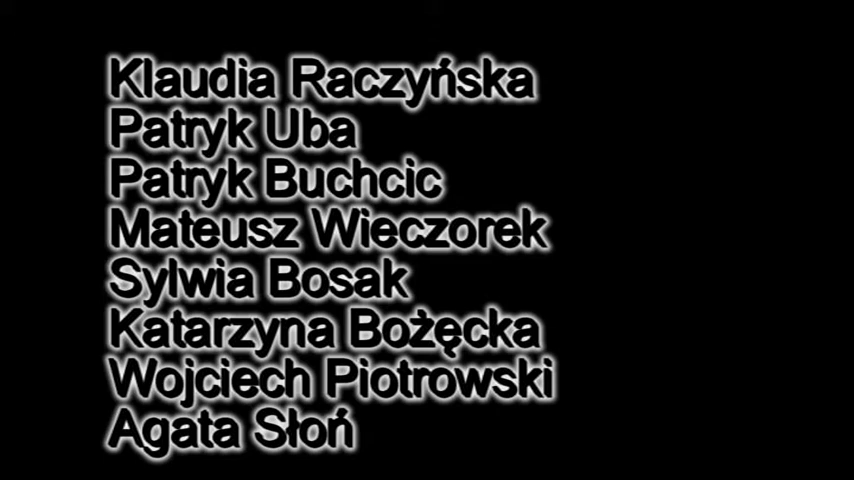 Klaudia Raczyńska
Patryk Uba
Patryk Buchcic
Mateusz Wieczorek
Sylwia Bosak
Katarzyna Bożęcka
Wojciech Piotrowski
Agata Słoń